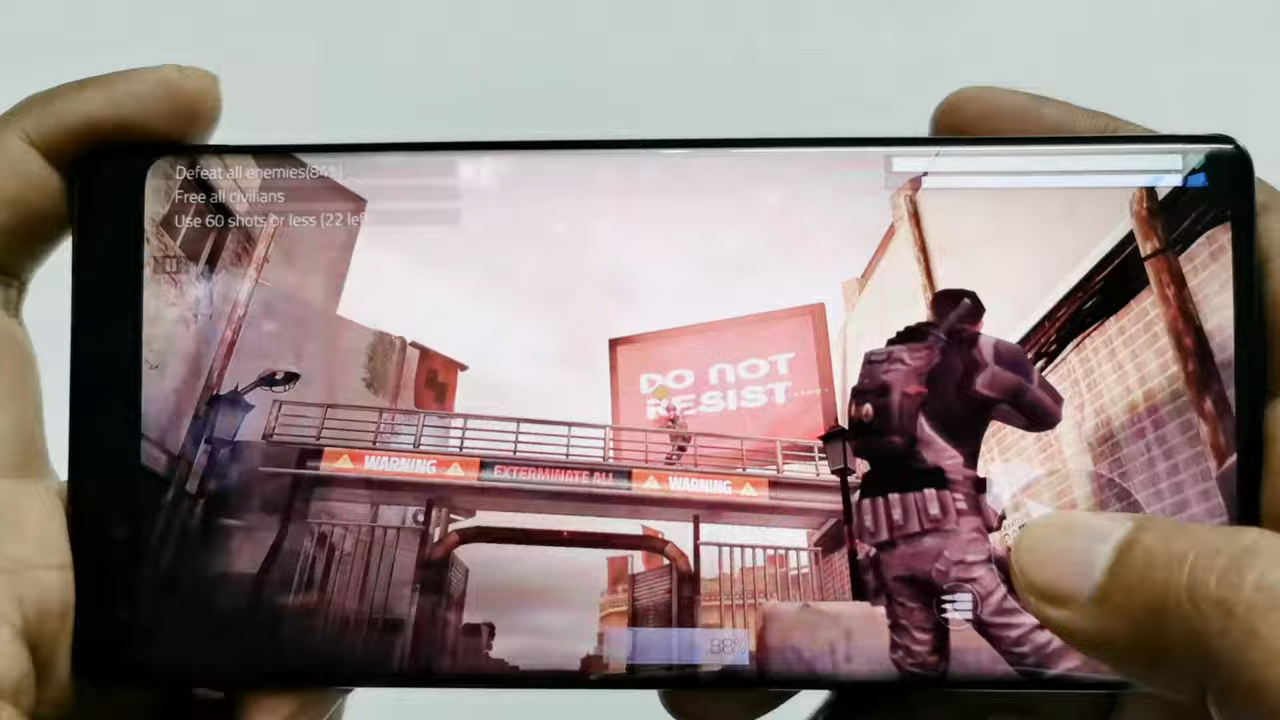 Defeat all enemies(84%)
Free all civilians
Use 60 shots or less (22 lef
DO NOT
RESIST....
WARNING
EXTERMINATE ALL
WARNING
88%